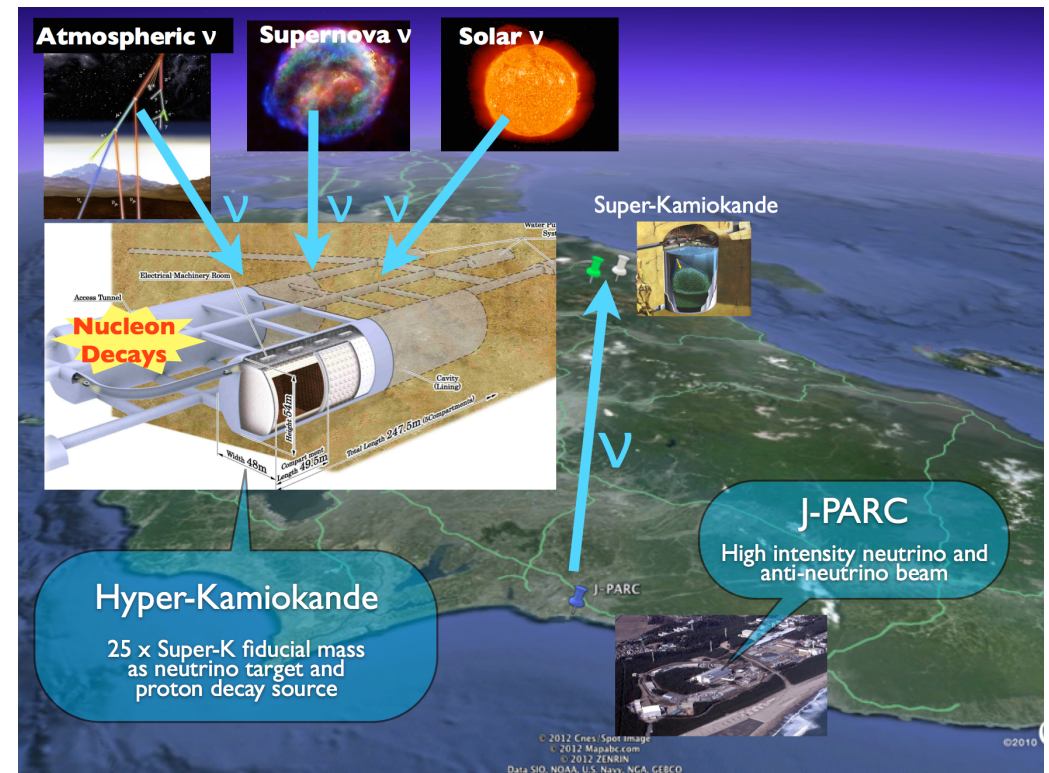 Atmospheric ν
Supernova ν
Solar ν
ν
ν
ν
Super-Kamiokande
Electrical Machinery Room
Access Tunnel
Nucleon
Decays
Cavity
(Lining)
Height 54m
Total Length 247.5m (5Compartments)
Width 48m
Compart ment
Length 49.5m
ν
J-PARC
High intensity neutrino and
anti-neutrino beam
J-PARC
Hyper-Kamiokande
25 x Super-K fiducial mass
as neutrino target and
proton decay source
© 2012 Cnes/Spot Image
© 2012 Mapabc.com
© 2012 ZENRIN
Data SIO, NOAA, U.S. Navy, NGA, GEBCO
©2010